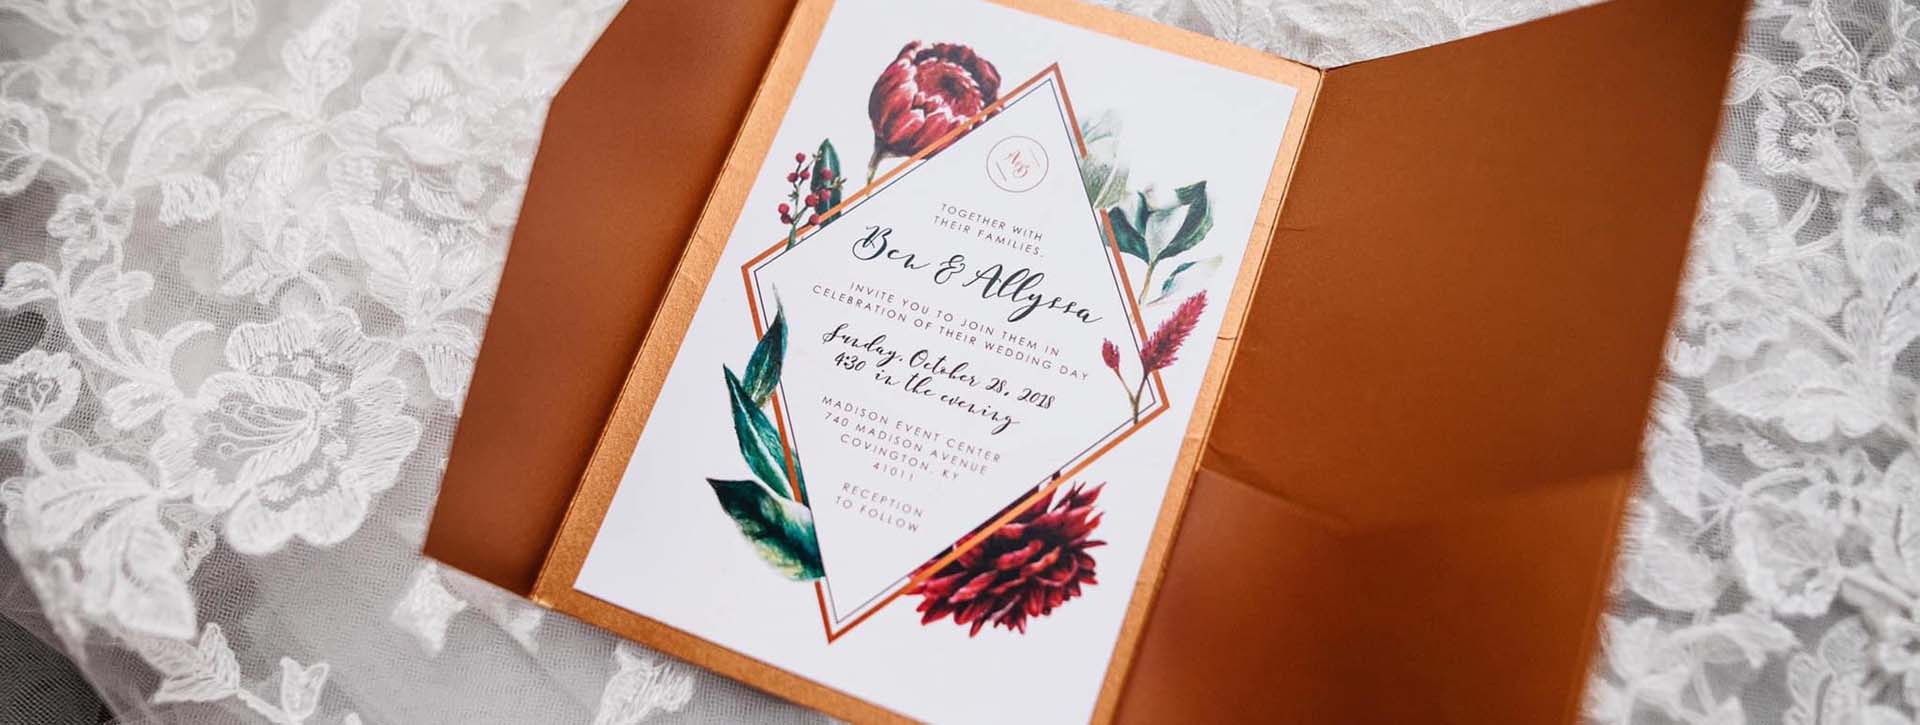 A&B
TOGETHER WITH
THEIR FAMILIES,
Ben & Allyssa
INVITE YOU TO JOIN THEM IN
CELEBRATION OF THEIR WEDDING DAY
Sunday, October 28, 2018
4:30 in the evening
MADISON EVENT CENTER
740 MADISON AVENUE
COVINGTON, KY
41011
RECEPTION
TO FOLLOW